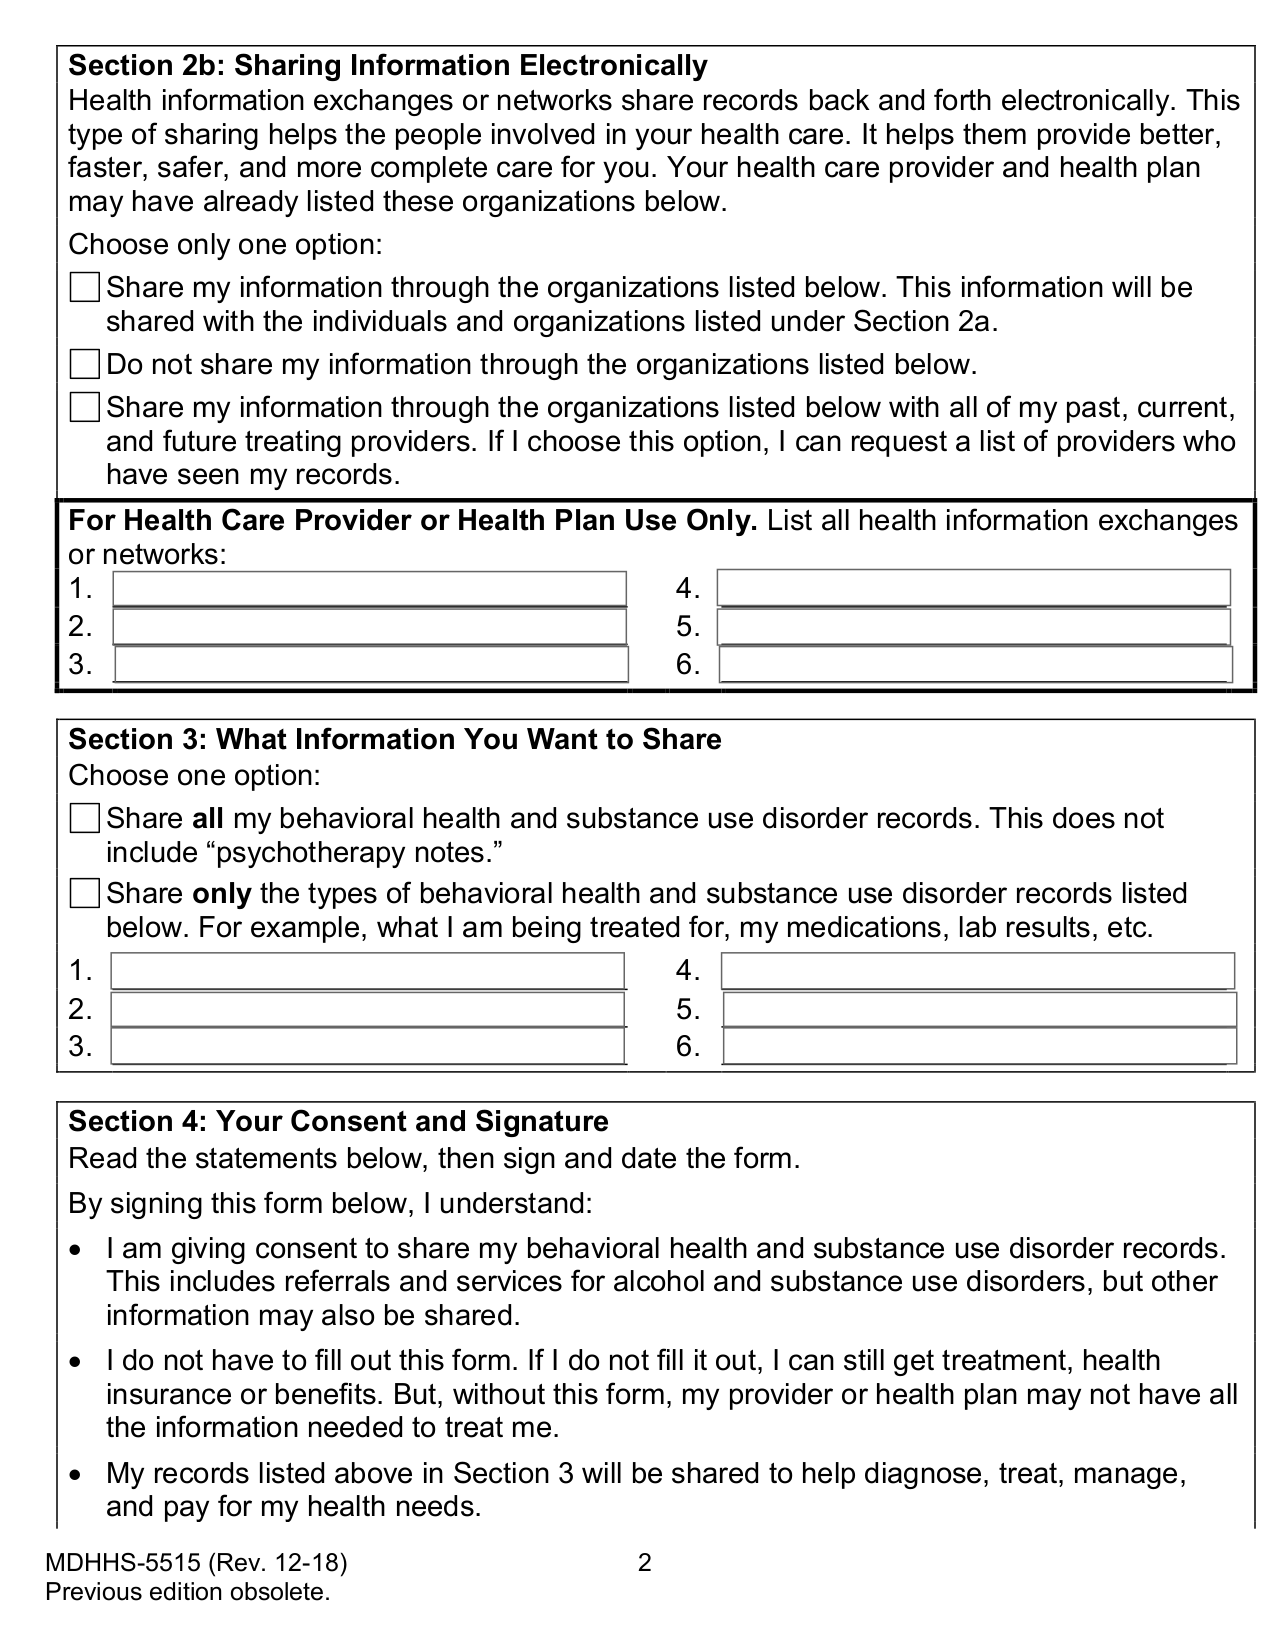 Section 2b: Sharing Information Electronically
Health information exchanges or networks share records back and forth electronically. This
type of sharing helps the people involved in your health care. It helps them provide better,
faster, safer, and more complete care for you. Your health care provider and health plan
may have already listed these organizations below.
Choose only one option:
Share my information through the organizations listed below. This information will be
shared with the individuals and organizations listed under Section 2a.
Do not share my information through the organizations listed below.
Share my information through the organizations listed below with all of my past, current,
and future treating providers. If I choose this option, I can request a list of providers who
have seen my records.
For Health Care Provider or Health Plan Use Only. List all health information exchanges
or networks:
1. 4.
2. 5.
3. 6.
Section 3: What Information You Want to Share
Choose one option:
Share all my behavioral health and substance use disorder records. This does not
include “psychotherapy notes.”
Share only the types of behavioral health and substance use disorder records listed
below. For example, what I am being treated for, my medications, lab results, etc.
1. 4.
2. 5.
3. 6.
Section 4: Your Consent and Signature
Read the statements below, then sign and date the form.
By signing this form below, I understand:
• I am giving consent to share my behavioral health and substance use disorder records.
This includes referrals and services for alcohol and substance use disorders, but other
information may also be shared.
• I do not have to fill out this form. If I do not fill it out, I can still get treatment, health
insurance or benefits. But, without this form, my provider or health plan may not have all
the information needed to treat me.
• My records listed above in Section 3 will be shared to help diagnose, treat, manage,
and pay for my health needs.
MDHHS-5515 (Rev. 12-18) 2
Previous edition obsolete.